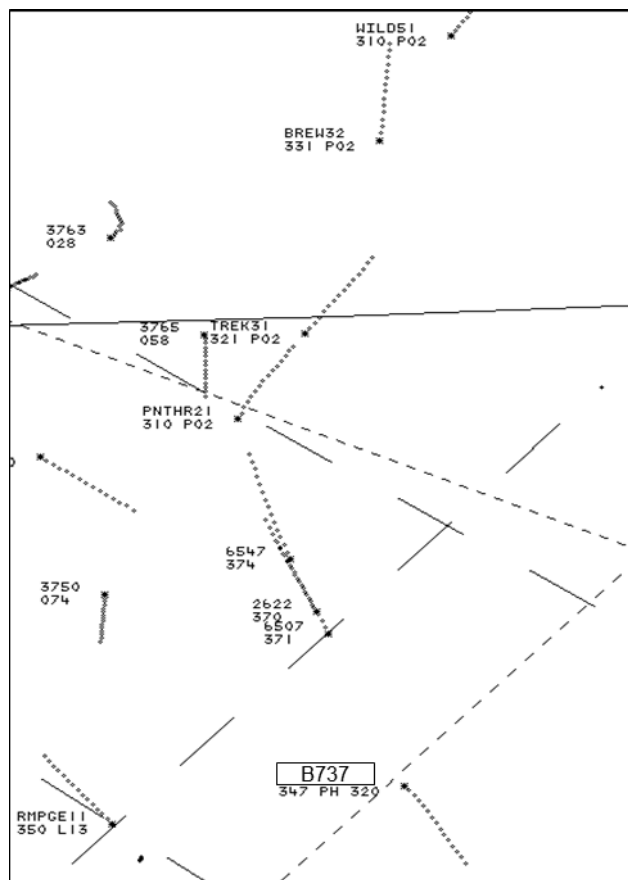 WILD51
310 P02
BREW32
331 P02
3763
028
3765
058
TREK31
321 P02
PNTHR21
310 P02
6547
374
3750
074
2622
370
6507
371
B737
347 PH 320
RMPGE11
350 L13